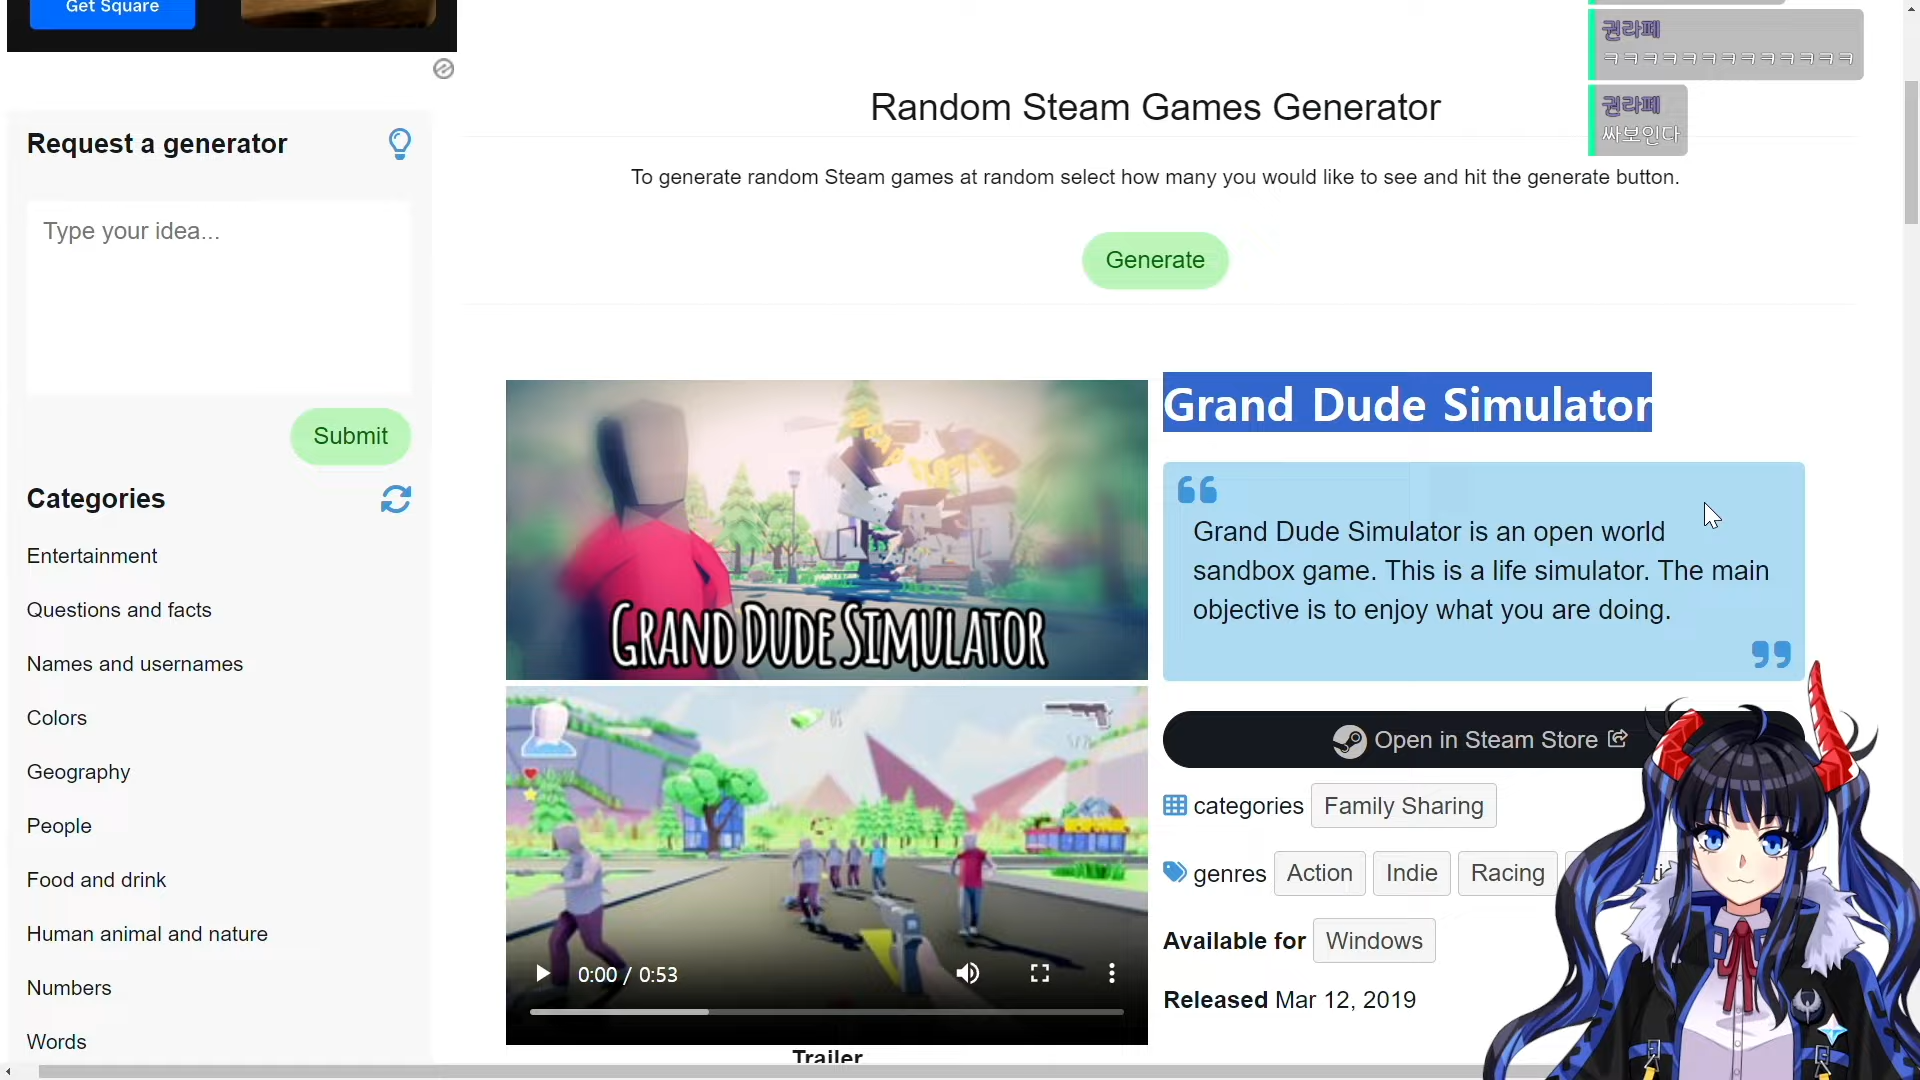 Get Square
Request a generator
Type your idea...
Submit
Categories
Entertainment
Questions and facts
Names and usernames
Colors
Geography
People
Food and drink
Human animal and nature
Numbers
Words
Random Steam Games Generator
To generate random Steam games at random select how many you would like to see and hit the generate button.
Generate
GRAND DUDE SIMULATOR
0:00 / 0:53
Trailer
Grand Dude Simulator
Grand Dude Simulator is an open world
sandbox game. This is a life simulator. The main
objective is to enjoy what you are doing.
Open in Steam Store
categories Family Sharing
genres Action Indie Racing
Available for Windows
Released Mar 12, 2019
권라페
ㅋㅋㅋㅋㅋㅋㅋㅋㅋㅋㅋㅋㅋ
권라페
싸보인다